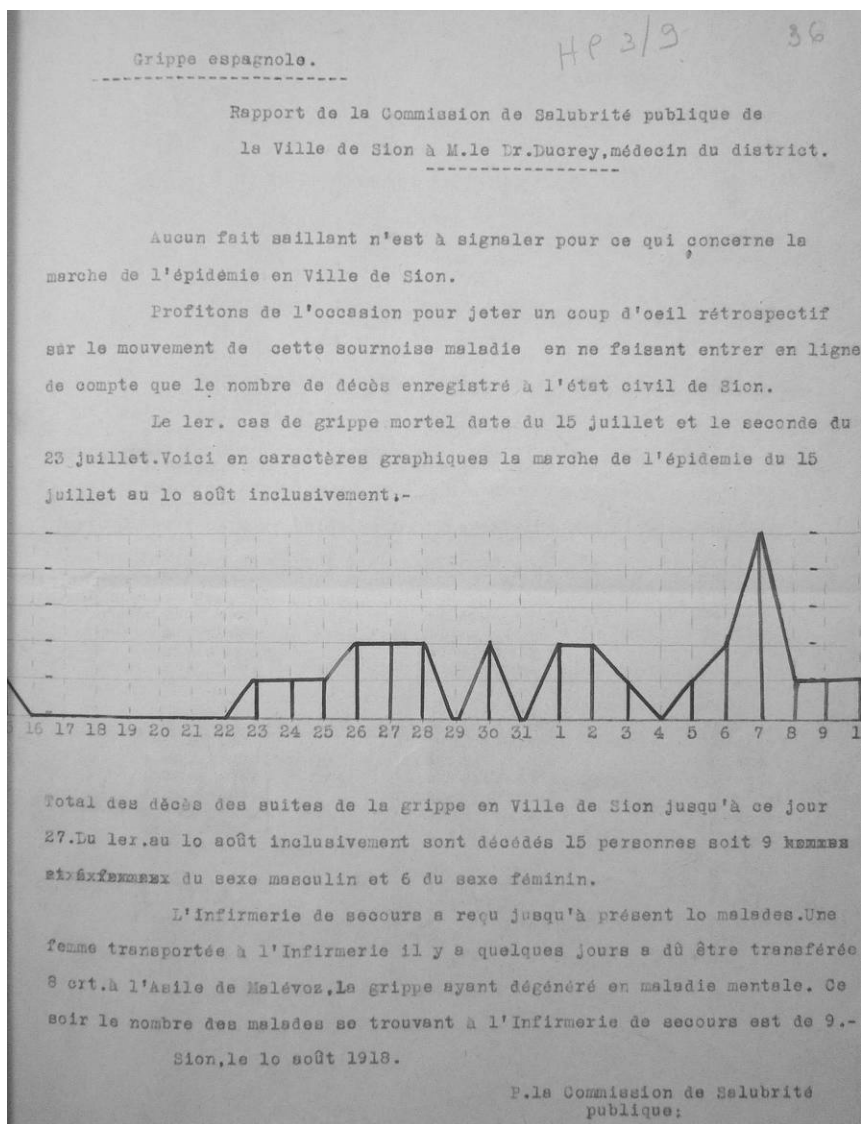 HP 3/9 36
Grippe espagnole.
Rapport de la Commission de Salubrité publique de
la Ville de Sion à M.le Dr.Ducrey,médecin du district.
Aucun fait saillant n'est à signaler pour ce qui concerne la
marche de l'épidémie en Ville de Sion.
Profitons de l'occasion pour jeter un coup d'oeil rétrospectif
sur le mouvement de cette sournoise maladie en ne faisant entrer en ligne
de compte que le nombre de décès enregistré à l'état civil de Sion.
Le ler. cas de grippe mortel date du 15 juillet et le seconde du
23 juillet.Voici en caractères graphiques la marche de l'épidemie du 15
juillet au lo août inclusivement.-
16 17 18 19 2o 21 22 23 24 25 26 27 28 29 3o 31 1 2 3 4 5 6 7 8 9 1
Total des décès des suites de la grippe en Ville de Sion jusqu'à ce jour
27.Du ler.au lo août inclusivement sont décédés 15 personnes soit 9
du sexe masculin et 6 du sexe féminin.
L'Infirmerie de secours a reçu jusqu'à présent lo malades.Une
femme transportée à l'Infirmerie il y a quelques jours a dû être transférée
8 crt.à l'Asile de Malévoz,la grippe ayant dégénéré en maladie mentale. Ce
soir le nombre des malades se trouvant à l'Infirmerie de secours est de 9.-
Sion,le lo août 1918.
P.la Commission de Salubrité
publique: